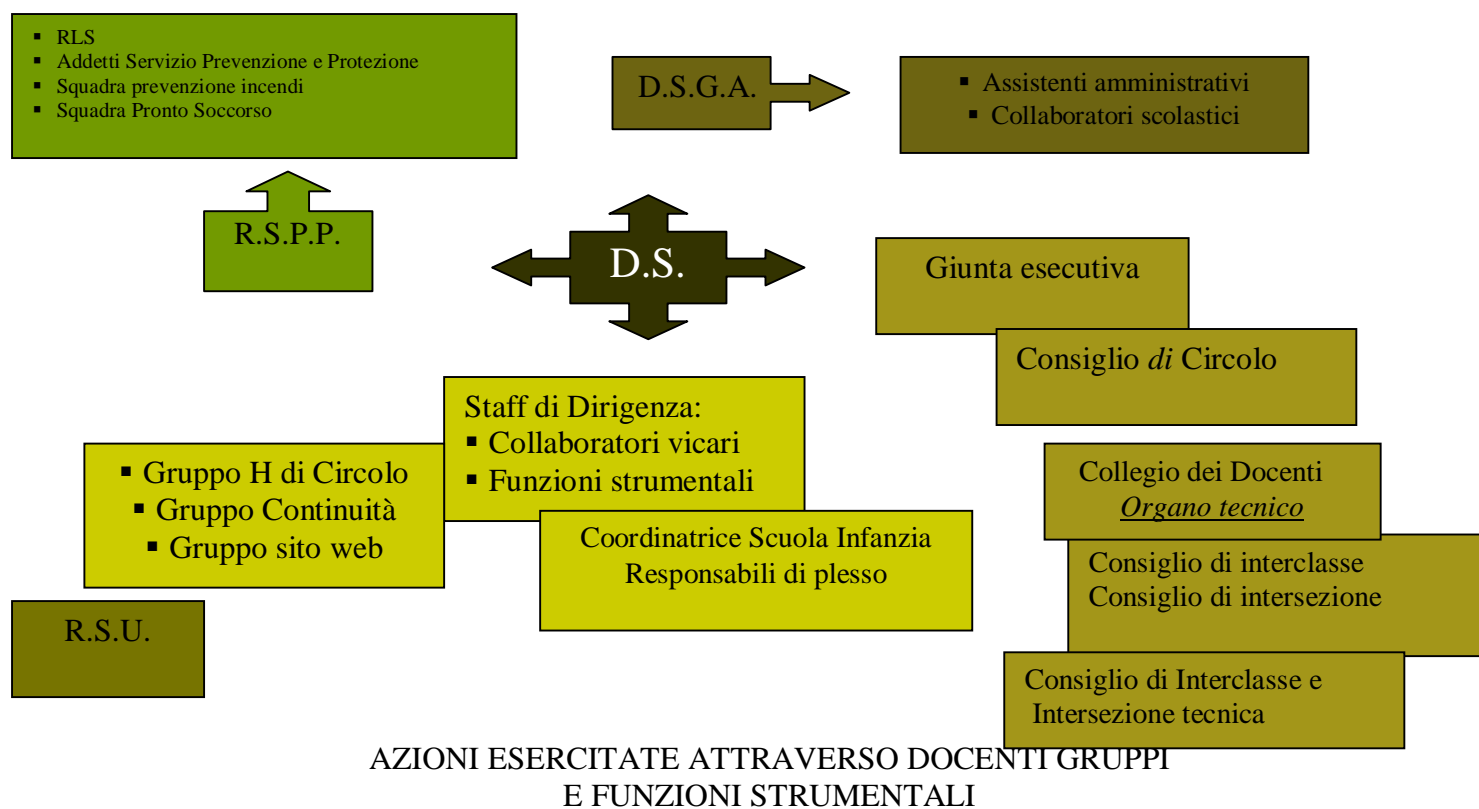 ▪ RLS
▪ Addetti Servizio Prevenzione e Protezione
▪ Squadra prevenzione incendi
▪ Squadra Pronto Soccorso
D.S.G.A.
▪ Assistenti amministrativi
▪ Collaboratori scolastici
R.S.P.P.
D.S.
Giunta esecutiva
Consiglio di Circolo
Staff di Dirigenza:
▪ Collaboratori vicari
▪ Funzioni strumentali
▪ Gruppo H di Circolo
▪ Gruppo Continuità
▪ Gruppo sito web
Coordinatrice Scuola Infanzia
Responsabili di plesso
Collegio dei Docenti
Organo tecnico
Consiglio di interclasse
Consiglio di intersezione
R.S.U.
Consiglio di Interclasse e
Intersezione tecnica
AZIONI ESERCITATE ATTRAVERSO DOCENTI GRUPPI
E FUNZIONI STRUMENTALI